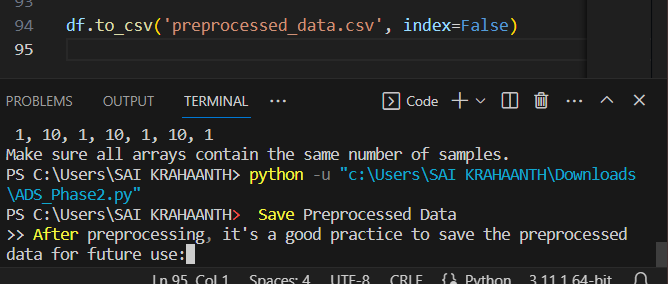 93
94 df.to_csv('preprocessed_data.csv', index=False)
95
PROBLEMS OUTPUT TERMINAL ··· Code
1, 10, 1, 10, 1, 10, 1
Make sure all arrays contain the same number of samples.
PS C:\Users\SAI KRAHAANTH> python -u "c:\Users\SAI KRAHAANTH\Downloads
\ADS_Phase2.py"
PS C:\Users\SAI KRAHAANTH>  Save Preprocessed Data
>> After preprocessing, it's a good practice to save the preprocessed
data for future use:
Ln 95, Col 1 Spaces: 4 UTF-8 CRLF Python 3.11.1 64-bit